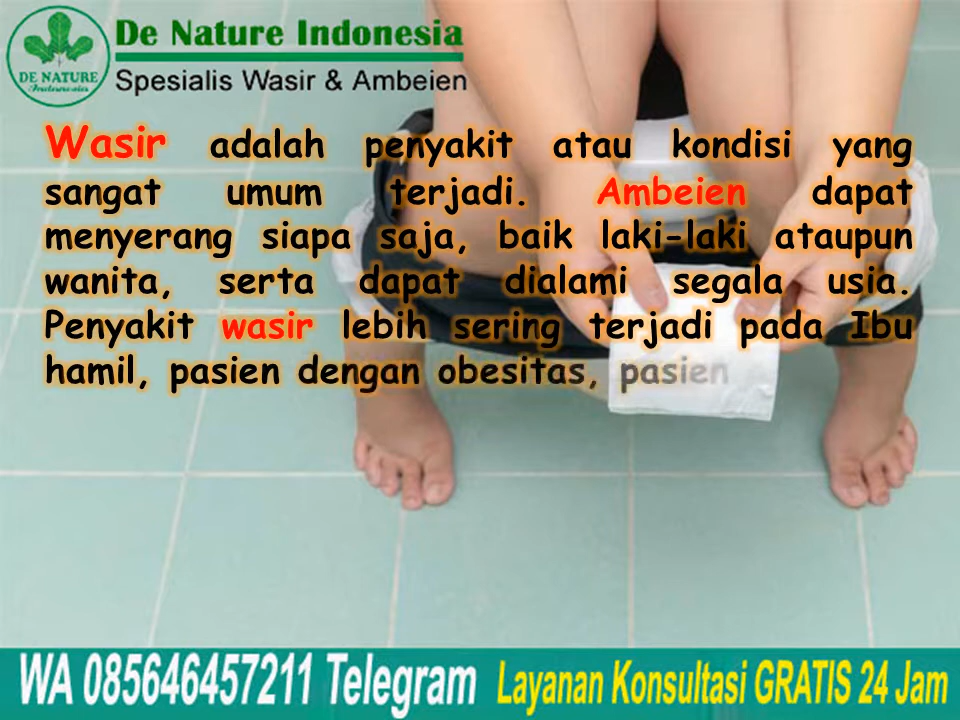 De Nature Indonesia
DE NATURE
Indonesia
Spesialis Wasir & Ambeien
Wasir adalah penyakit atau kondisi yang
sangat umum terjadi. Ambeien dapat
menyerang siapa saja, baik laki-laki ataupun
wanita, serta dapat dialami segala usia.
Penyakit wasir lebih sering terjadi pada Ibu
hamil, pasien dengan obesitas, pasien
WA 085646457211 Telegram Layanan Konsultasi GRATIS 24 Jam